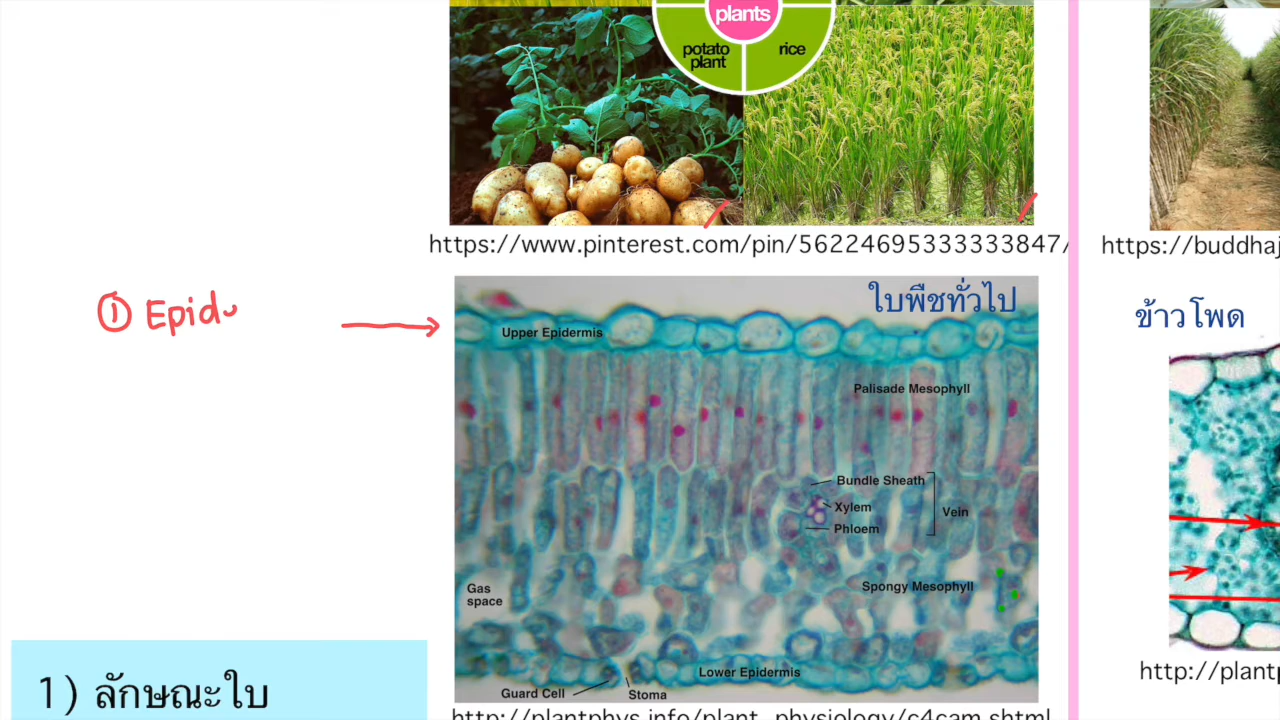 plants
potato
plant
rice
https://www.pinterest.com/pin/56224695333333847/
https://buddhaj
① Epid
ใบพืชทั่วไป
Upper Epidermis
Palisade Mesophyll
Bundle Sheath
Xylem
Vein
Phloem
Spongy Mesophyll
Gas
space
Lower Epidermis
Guard Cell
Stoma
ข้าวโพด
http://plantp
1) ลักษณะใบ
http://plantphys.info/plant_physiology/c4cam.shtml